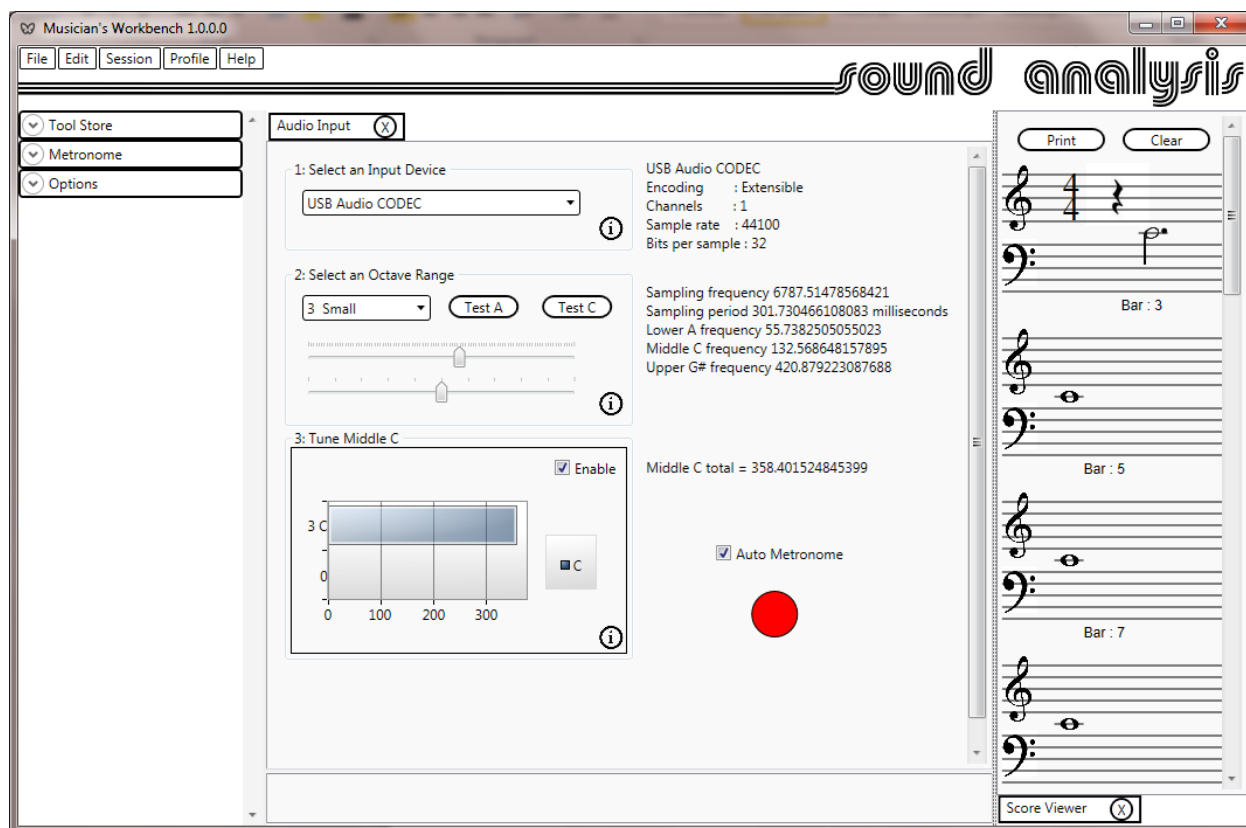 Musician's Workbench 1.0.0.0
File Edit Session Profile Help
sound analysis
Tool Store
Metronome
Options
Audio Input X
1: Select an Input Device
USB Audio CODEC
i
USB Audio CODEC
Encoding : Extensible
Channels : 1
Sample rate : 44100
Bits per sample : 32
2: Select an Octave Range
3 Small
Test A
Test C
i
Sampling frequency 6787.51478568421
Sampling period 301.730466108083 milliseconds
Lower A frequency 55.7382505055023
Middle C frequency 132.568648157895
Upper G# frequency 420.879223087688
3: Tune Middle C
Enable
3 C
0
C
0 100 200 300
i
Middle C total = 358.401524845399
Auto Metronome
Print
Clear
4
4
Bar : 3
Bar : 5
Bar : 7
Score Viewer X